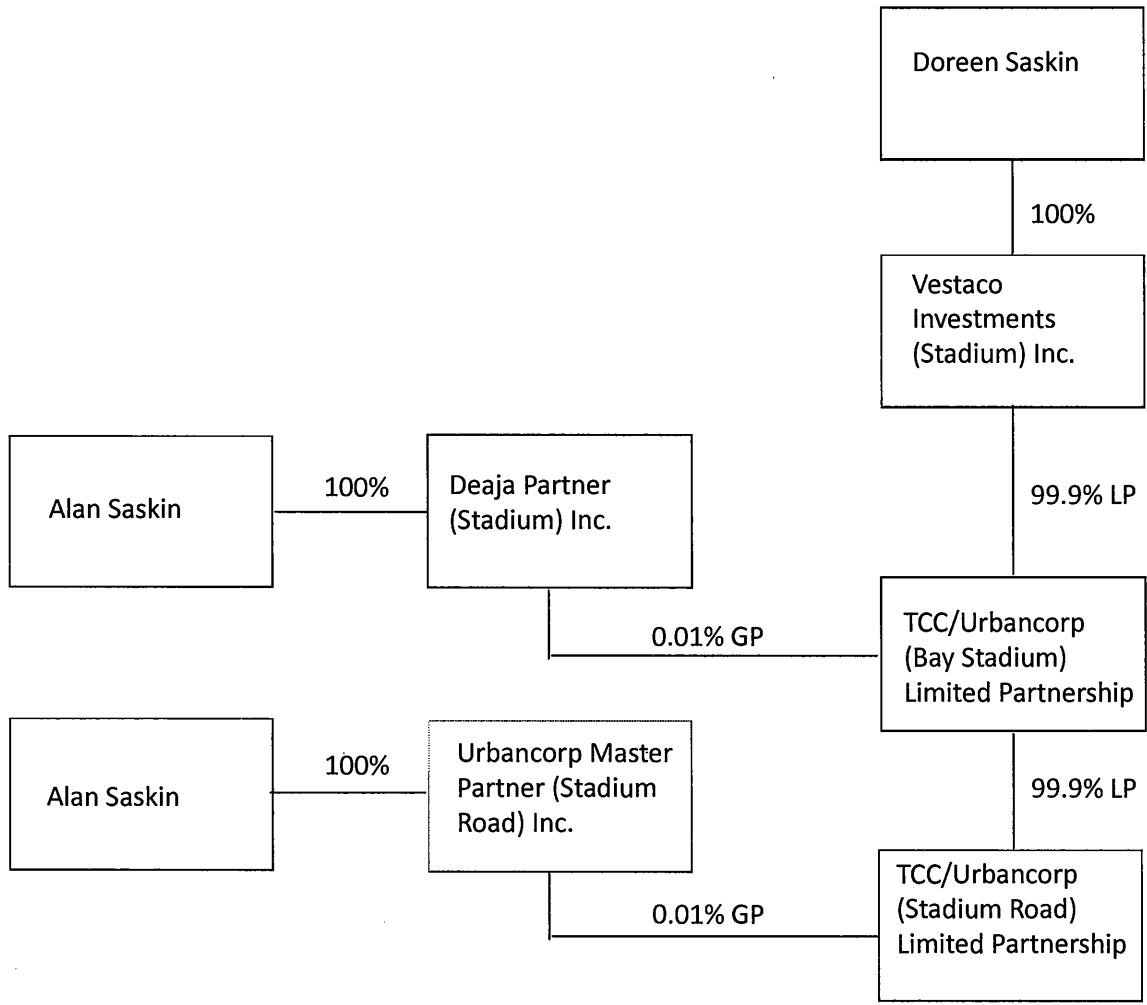 Doreen Saskin
100%
Vestaco
Investments
(Stadium) Inc.
Alan Saskin
100%
Deaja Partner
(Stadium) Inc.
99.9% LP
0.01% GP
TCC/Urbancorp
(Bay Stadium)
Limited Partnership
Alan Saskin
100%
Urbancorp Master
Partner (Stadium
Road) Inc.
99.9% LP
0.01% GP
TCC/Urbancorp
(Stadium Road)
Limited Partnership